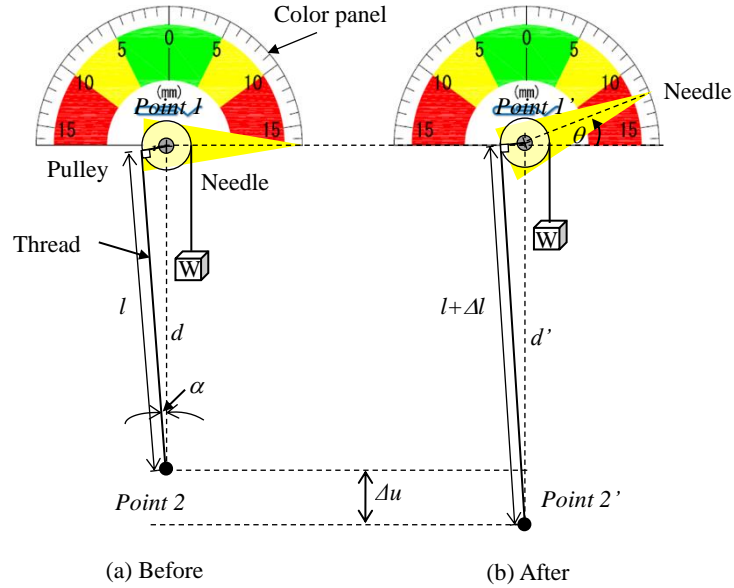 Color panel
0
5
5
10
10
15
15
(mm)
Point 1
Pulley
Needle
Thread
W
l
d
α
Point 2
(a) Before
0
5
5
10
10
15
15
(mm)
Point 1’
Needle
θ
W
l+Δl
d’
Δu
Point 2’
(b) After